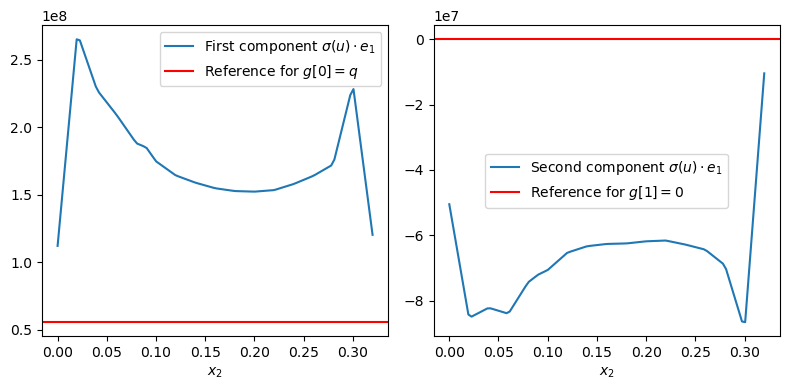 1e8
First component σ(u) · e₁
Reference for g[0] = q
2.5
2.0
1.5
1.0
0.5
0.00 0.05 0.10 0.15 0.20 0.25 0.30
x₂
1e7
0
−2
−4
−6
−8
Second component σ(u) · e₁
Reference for g[1] = 0
0.00 0.05 0.10 0.15 0.20 0.25 0.30
x₂